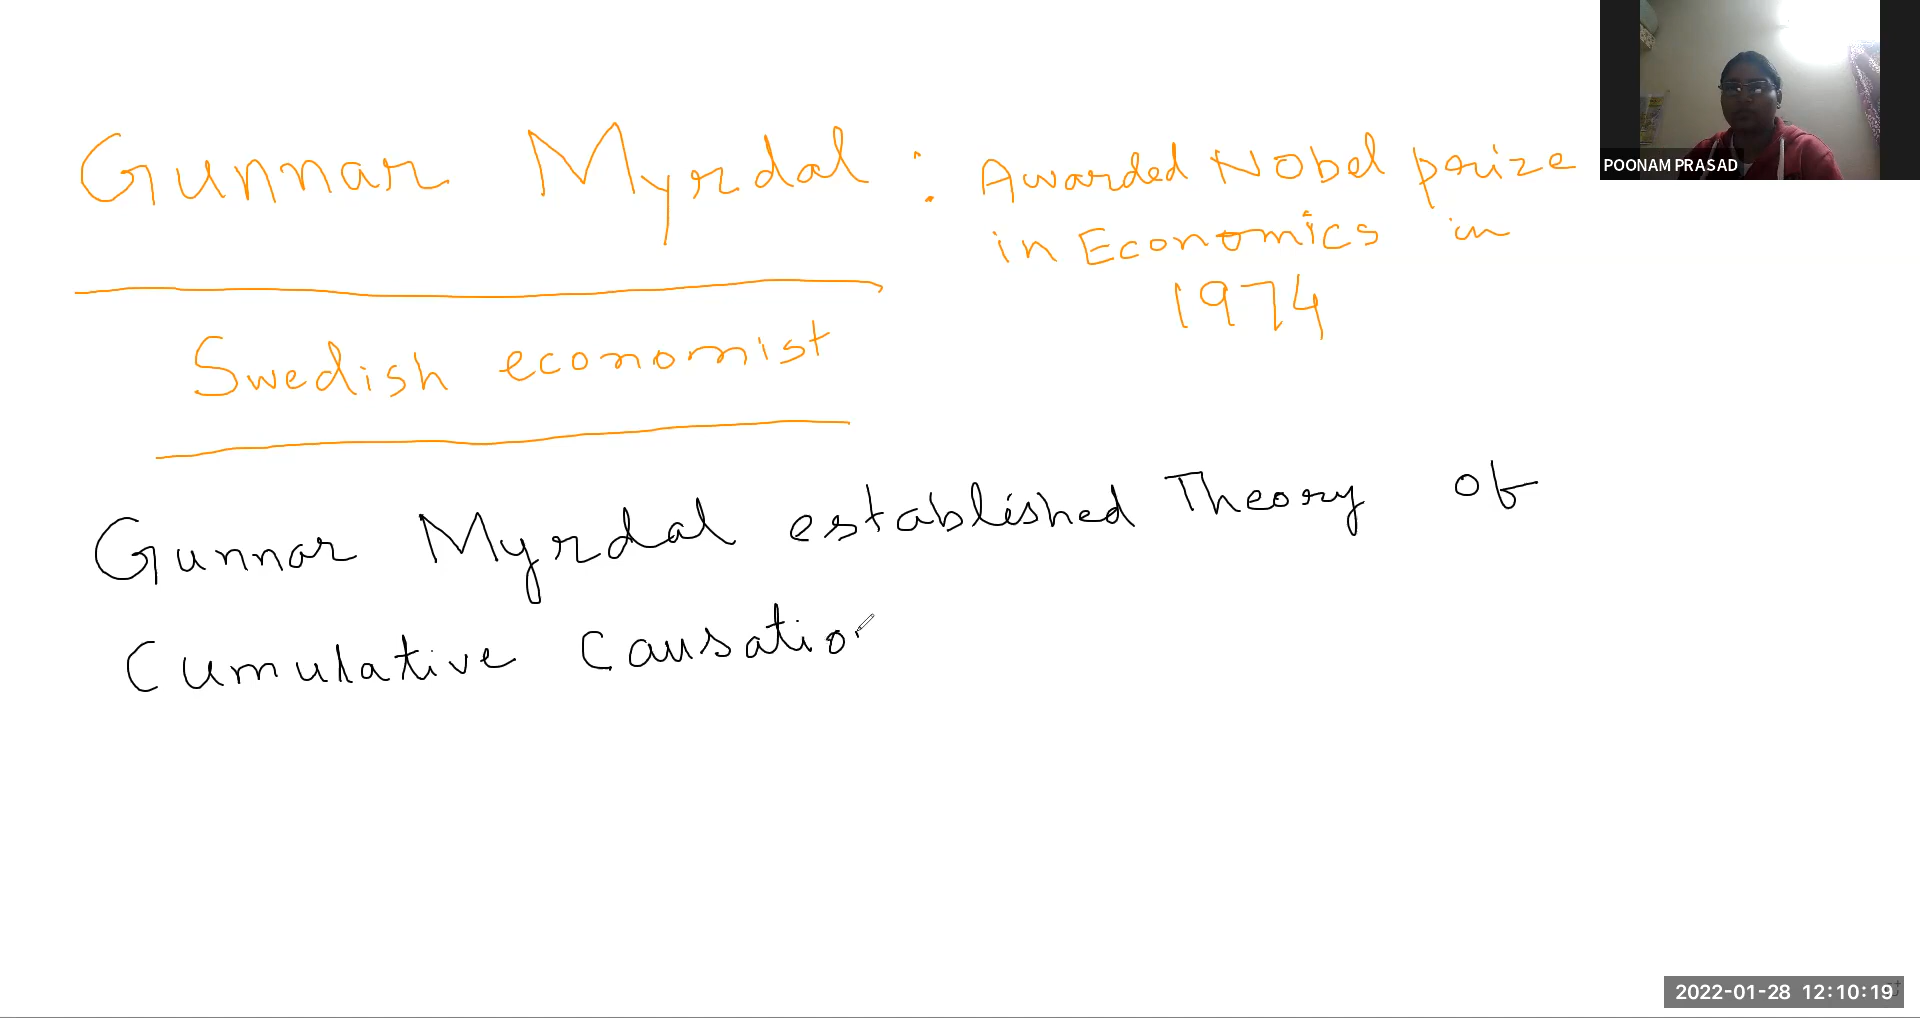 Gunnar Myrdal : Awarded Nobel prize
in Economics in
1974
Swedish economist
Gunnar Myrdal established Theory of
Cumulative Causation
POONAM PRASAD
2022-01-28 12:10:19